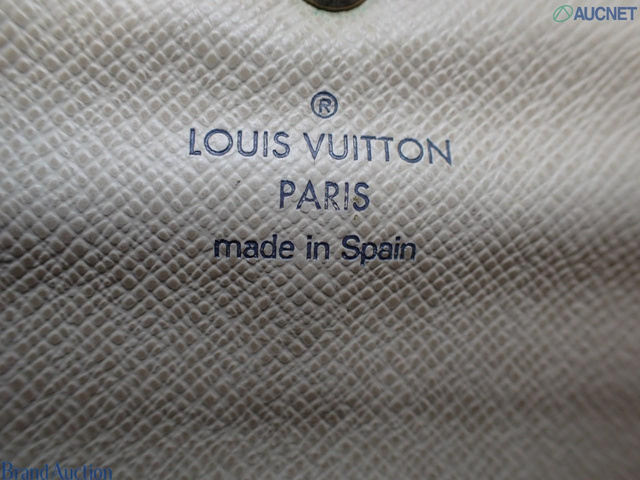 AUCNET
®
LOUIS VUITTON
PARIS
made in Spain
Brand Auction